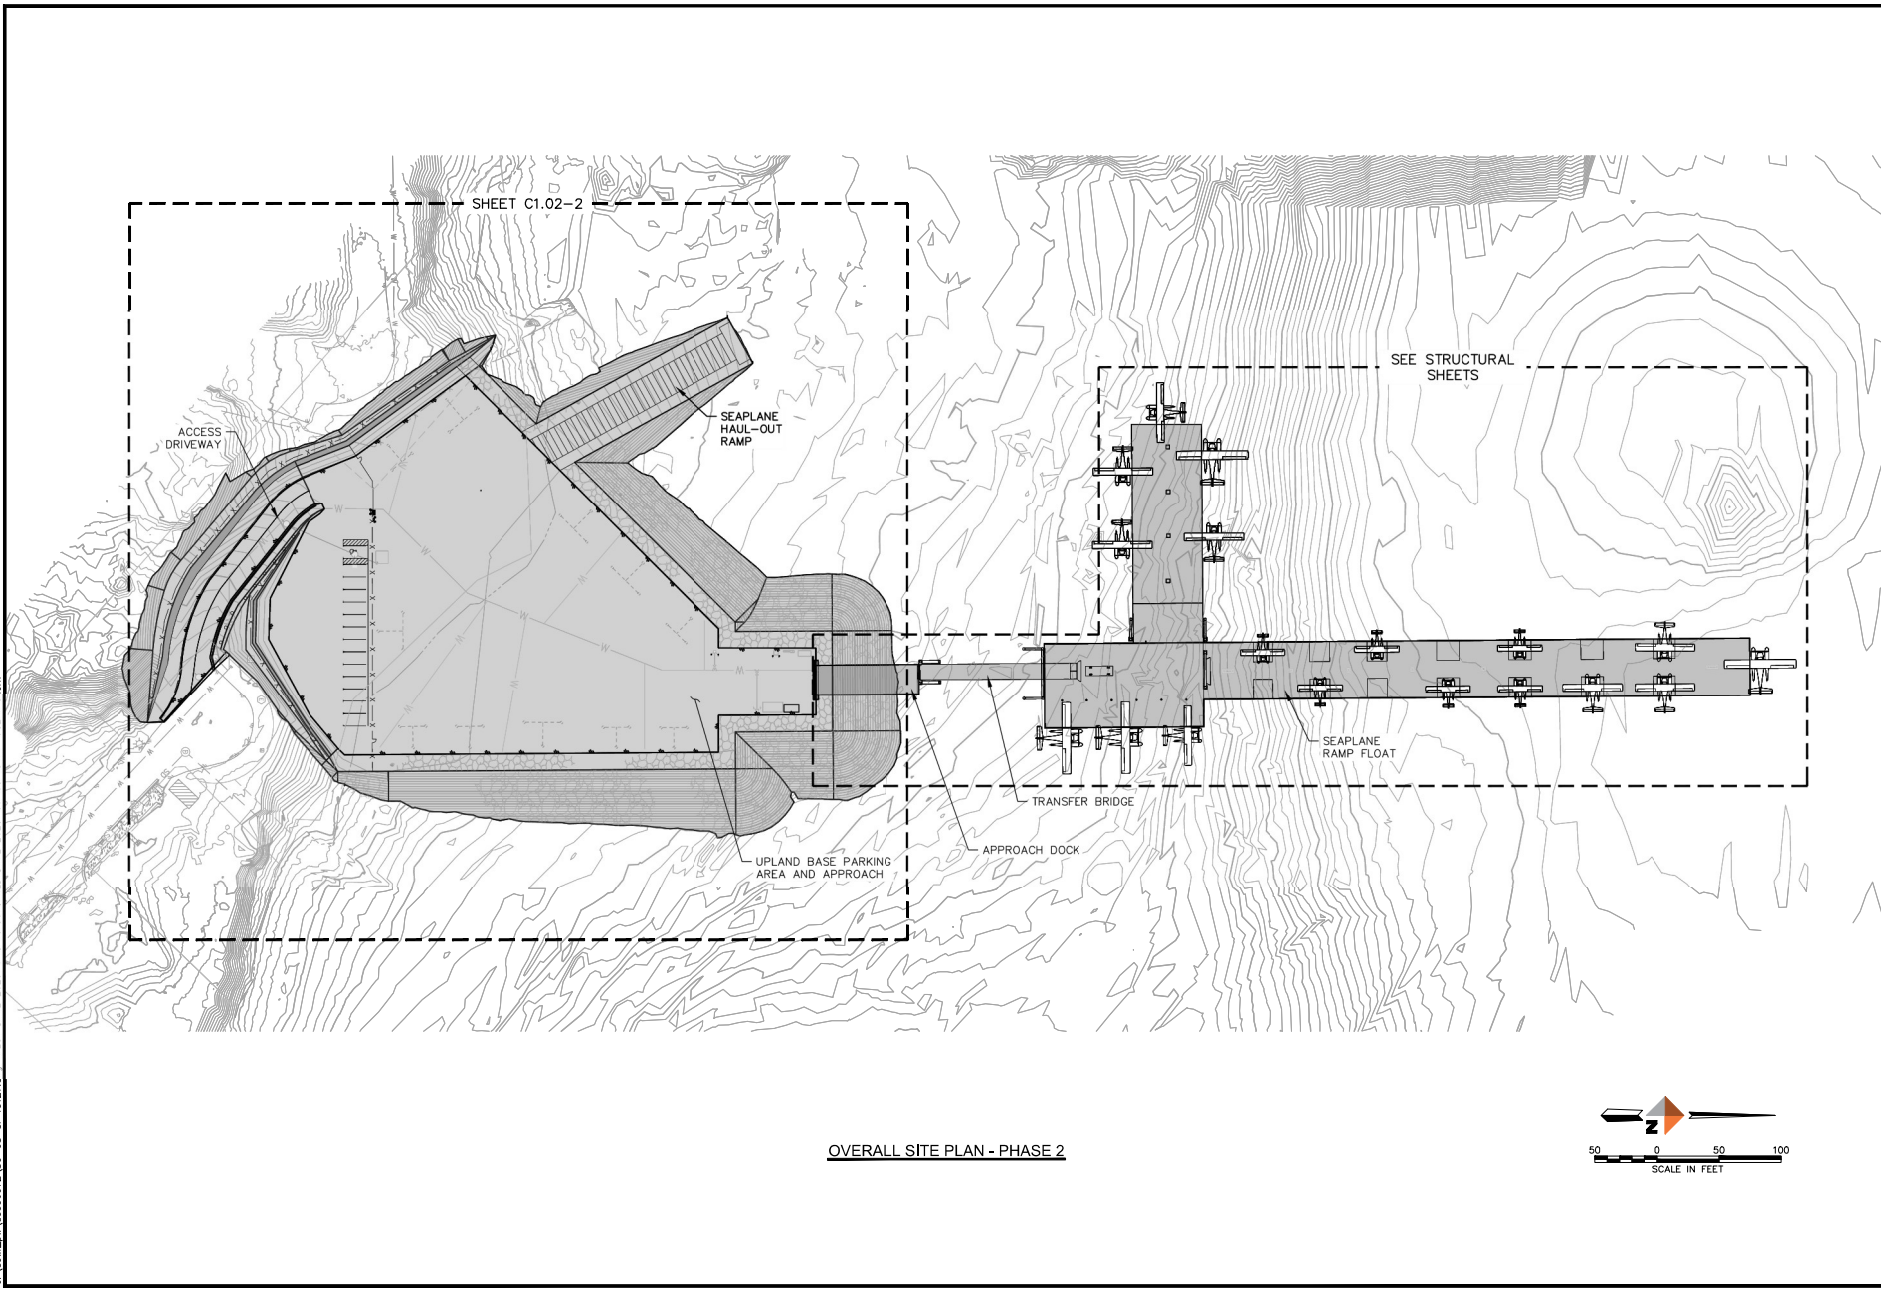 SHEET C1.02-2
SEE STRUCTURAL
SHEETS
SEAPLANE
HAUL-OUT
RAMP
ACCESS
DRIVEWAY
W
W
W
W
W
SEAPLANE
RAMP FLOAT
TRANSFER BRIDGE
APPROACH DOCK
UPLAND BASE PARKING
AREA AND APPROACH
Z
OVERALL SITE PLAN - PHASE 2
50 0 50 100
SCALE IN FEET